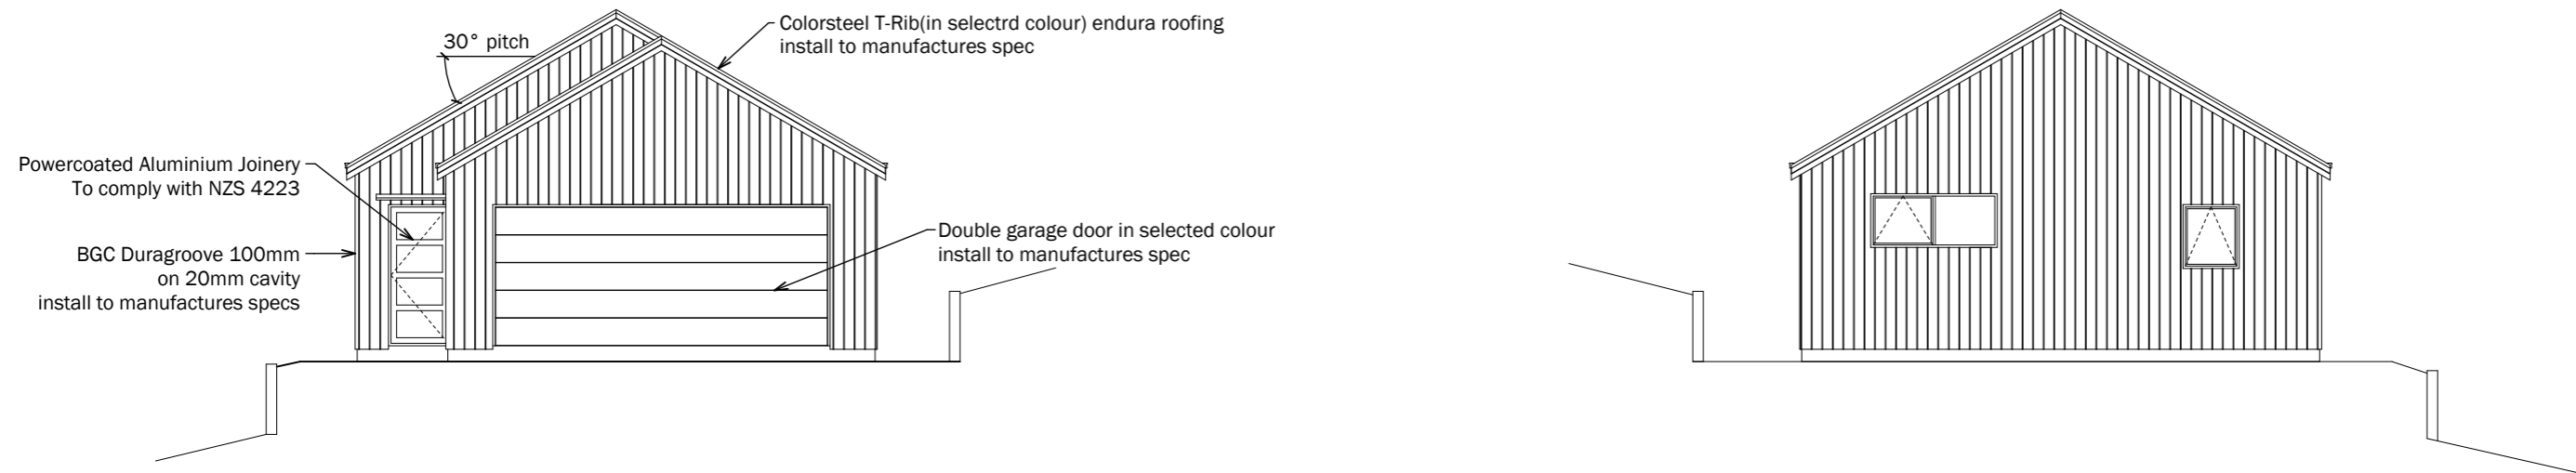 30° pitch
Colorsteel T-Rib(in selectrd colour) endura roofing
install to manufactures spec
Powercoated Aluminium Joinery
To comply with NZS 4223
BGC Duragroove 100mm
on 20mm cavity
install to manufactures specs
Double garage door in selected colour
install to manufactures spec